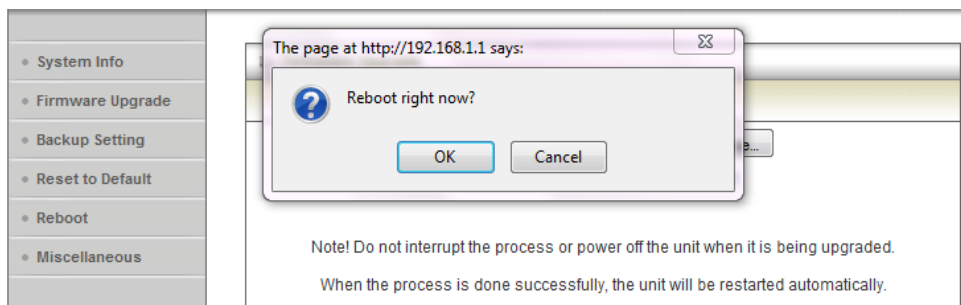 The page at http://192.168.1.1 says:
Reboot right now?
OK
Cancel
System Info
Firmware Upgrade
Backup Setting
Reset to Default
Reboot
Miscellaneous
Note! Do not interrupt the process or power off the unit when it is being upgraded.
When the process is done successfully, the unit will be restarted automatically.